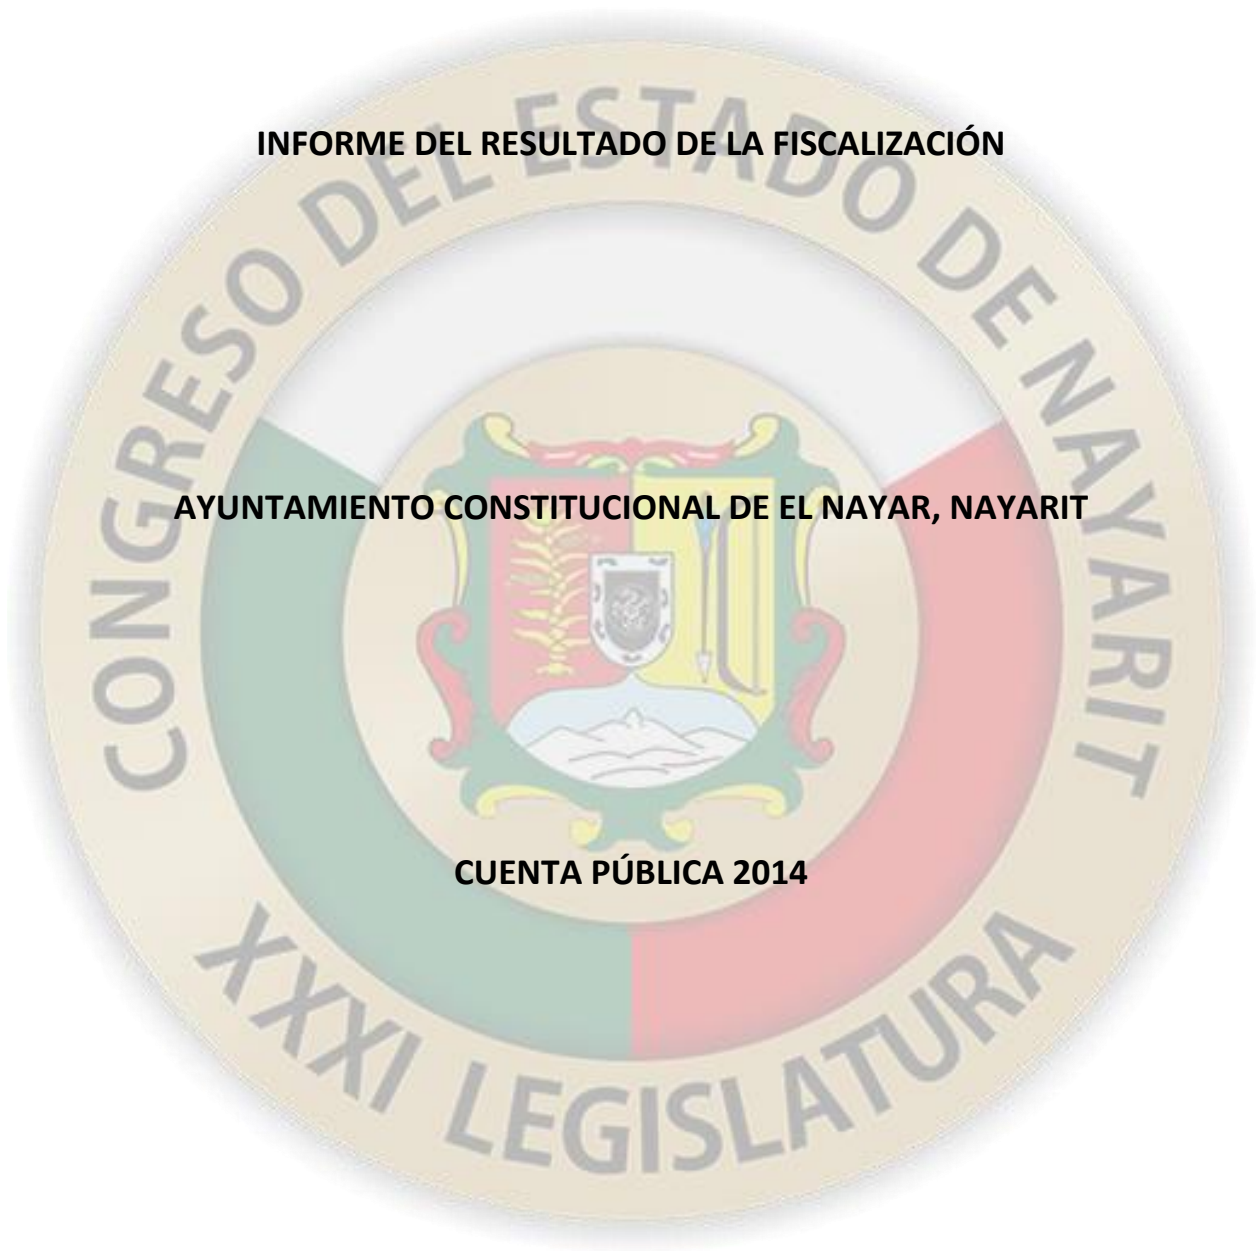 INFORME DEL RESULTADO DE LA FISCALIZACIÓN
AYUNTAMIENTO CONSTITUCIONAL DE EL NAYAR, NAYARIT
CUENTA PÚBLICA 2014
CONGRESO DEL ESTADO DE NAYARIT
XXXI LEGISLATURA